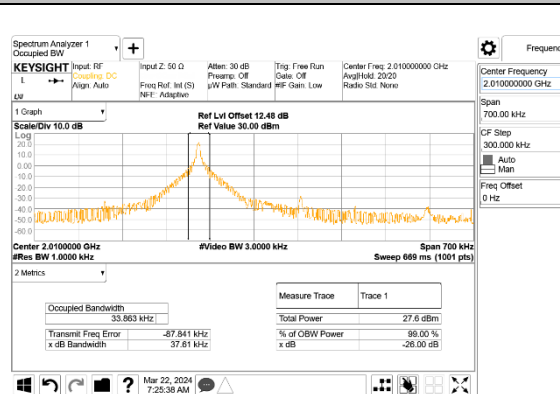 Spectrum Analyzer 1
Occupied BW
+
Frequenc
KEYSIGHT Input: RF Input Z: 50 Ω Atten: 30 dB Trig: Free Run Center Freq: 2.010000000 GHz
Coupling: DC Preamp: Off Gate: Off Avg|Hold: 20/20
Align: Auto Freq Ref: Int (S) µW Path: Standard #IF Gain: Low Radio Std: None
NFE: Adaptive
L
LW
Center Frequency
2.010000000 GHz
Span
700.00 kHz
CF Step
300.000 kHz
Auto
Man
Freq Offset
0 Hz
1 Graph
Ref Lvl Offset 12.48 dB
Scale/Div 10.0 dB Ref Value 30.00 dBm
Log
20.0
10.0
0.00
-10.0
-20.0
-30.0
-40.0
-50.0
-60.0
Center 2.0100000 GHz #Video BW 3.0000 kHz Span 700 kHz
#Res BW 1.0000 kHz Sweep 669 ms (1001 pts)
2 Metrics
Measure Trace Trace 1
Occupied Bandwidth
33.863 kHz Total Power 27.6 dBm
Transmit Freq Error -87.841 kHz % of OBW Power 99.00 %
x dB Bandwidth 37.61 kHz x dB -26.00 dB
? Mar 22, 2024
7:25:38 AM